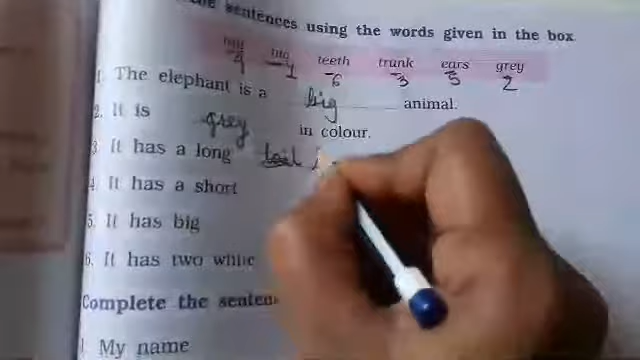 the sentences using the words given in the box
big teeth trunk ears grey
-4 -1 -6 -3 -5 2
1. The elephant is a big animal.
2. It is grey in colour.
3. It has a long tail
4. It has a short
5. It has big
6. It has two white
Complete the senten
1. My name